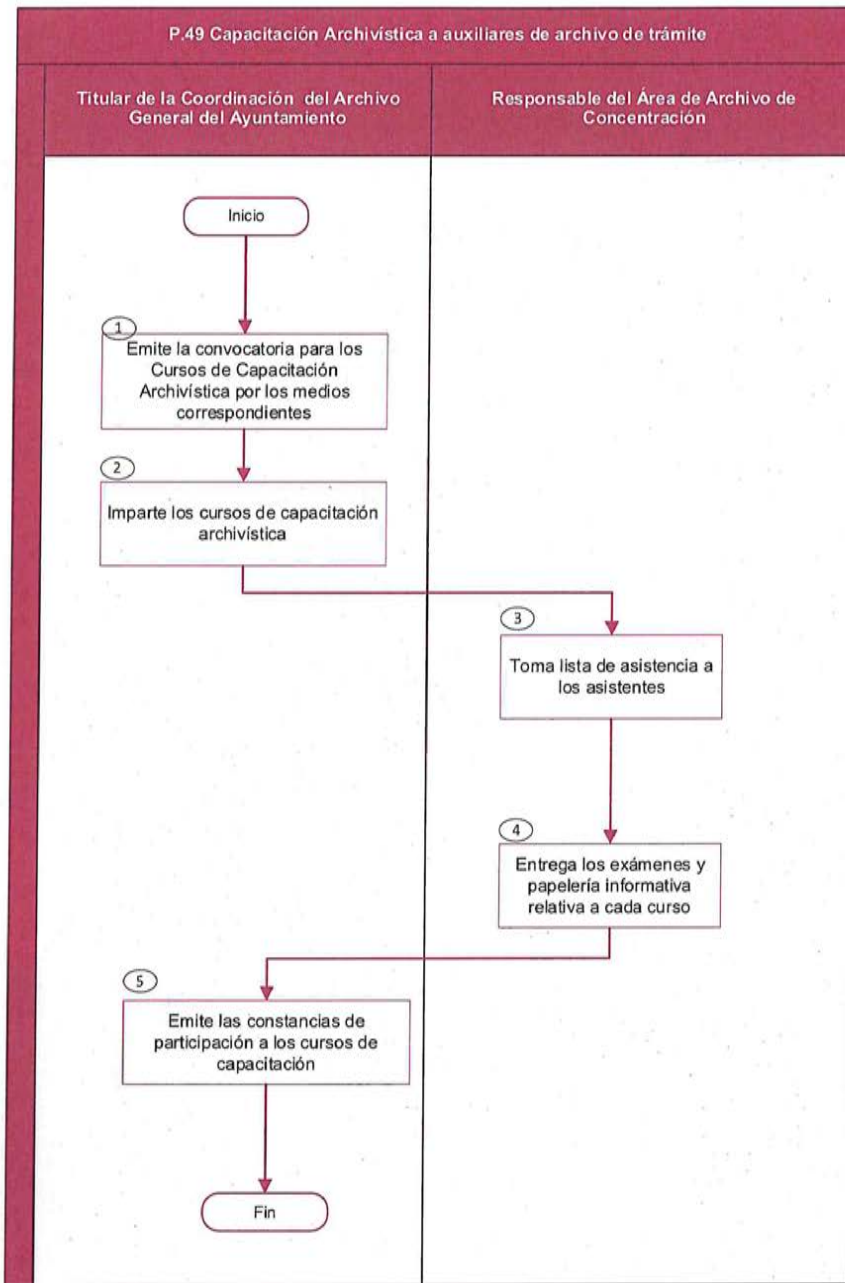 P.49 Capacitación Archivística a auxiliares de archivo de trámite
Titular de la Coordinación del Archivo
General del Ayuntamiento
Responsable del Área de Archivo de
Concentración
Inicio
1
Emite la convocatoria para los
Cursos de Capacitación
Archivística por los medios
correspondientes
2
Imparte los cursos de capacitación
archivística
3
Toma lista de asistencia a
los asistentes
4
Entrega los exámenes y
papelería informativa
relativa a cada curso
5
Emite las constancias de
participación a los cursos de
capacitación
Fin